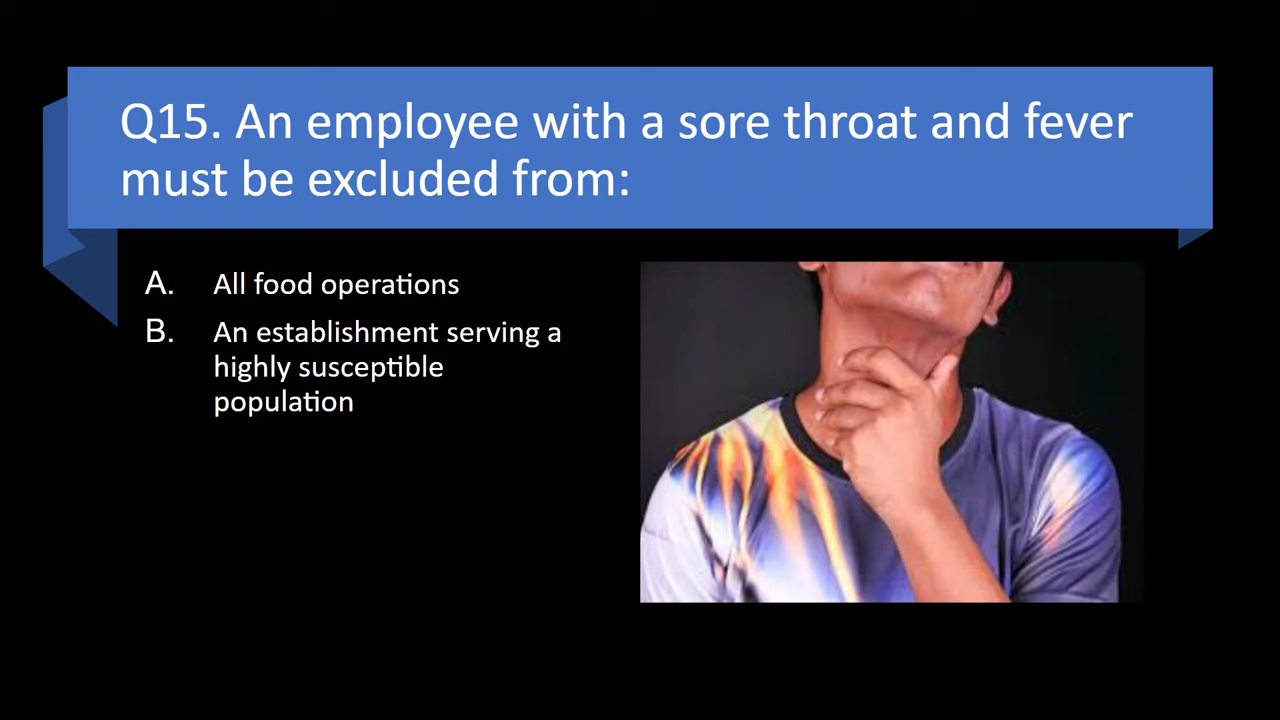 Q15. An employee with a sore throat and fever
must be excluded from:
A. All food operations
B. An establishment serving a
highly susceptible
population